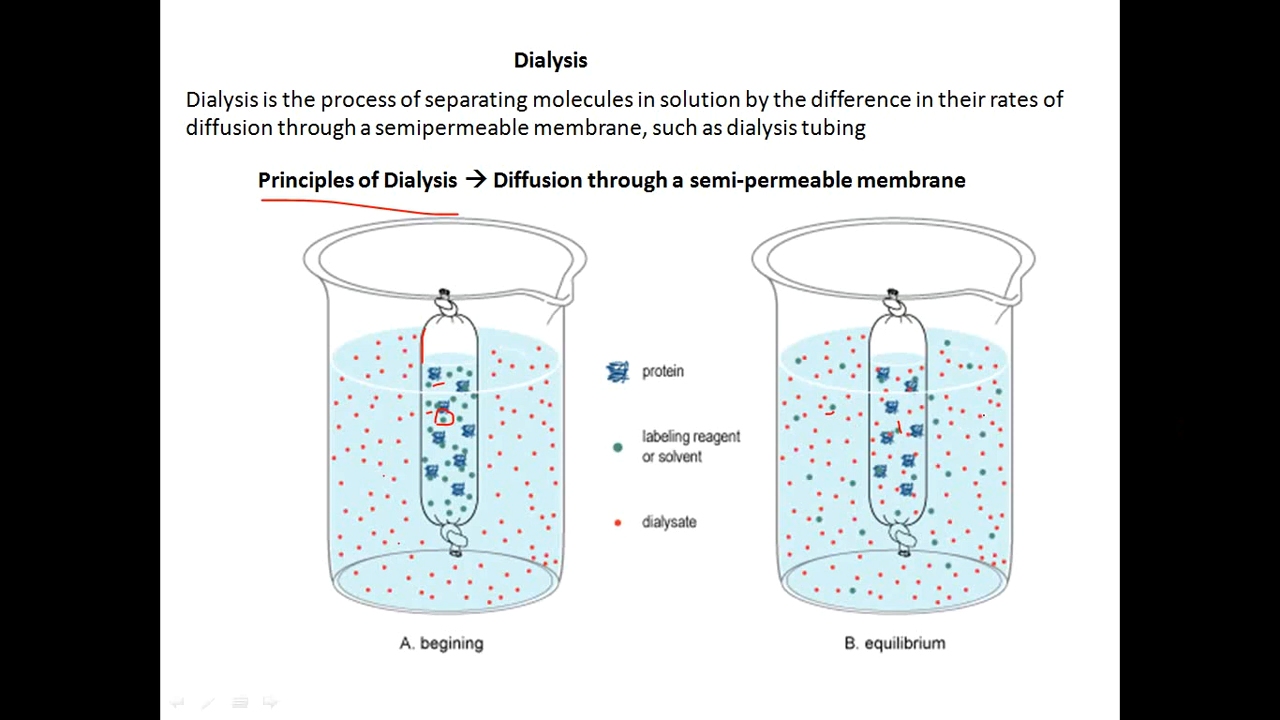 Dialysis
Dialysis is the process of separating molecules in solution by the difference in their rates of
diffusion through a semipermeable membrane, such as dialysis tubing
Principles of Dialysis → Diffusion through a semi-permeable membrane
protein
labeling reagent
or solvent
dialysate
A. begining
B. equilibrium